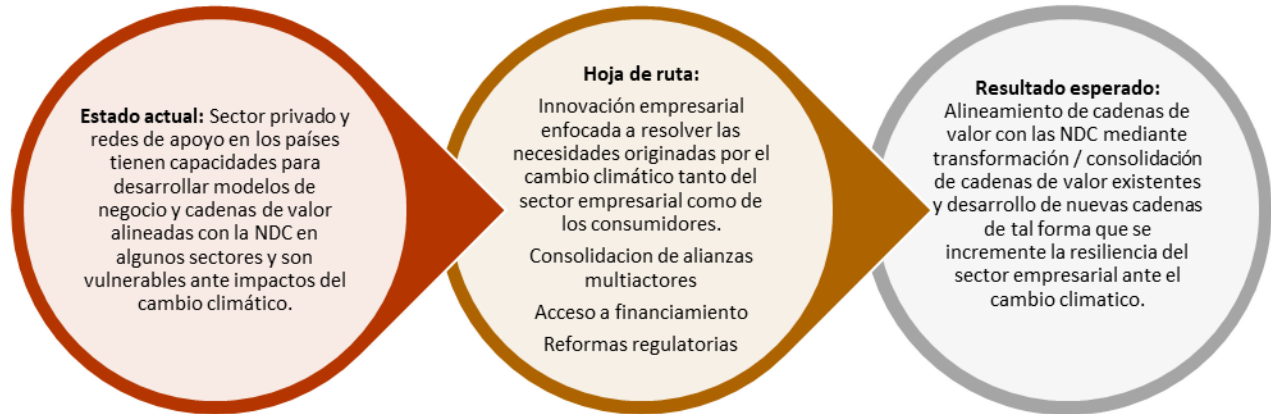 Estado actual: Sector privado y
redes de apoyo en los países
tienen capacidades para
desarrollar modelos de
negocio y cadenas de valor
alineadas con la NDC en
algunos sectores y son
vulnerables ante impactos del
cambio climático.
Hoja de ruta:
Innovación empresarial
enfocada a resolver las
necesidades originadas por el
cambio climático tanto del
sector empresarial como de
los consumidores.
Consolidacion de alianzas
multiactores
Acceso a financiamiento
Reformas regulatorias
Resultado esperado:
Alineamiento de cadenas de
valor con las NDC mediante
transformación / consolidación
de cadenas de valor existentes
y desarrollo de nuevas cadenas
de tal forma que se
incremente la resiliencia del
sector empresarial ante el
cambio climatico.